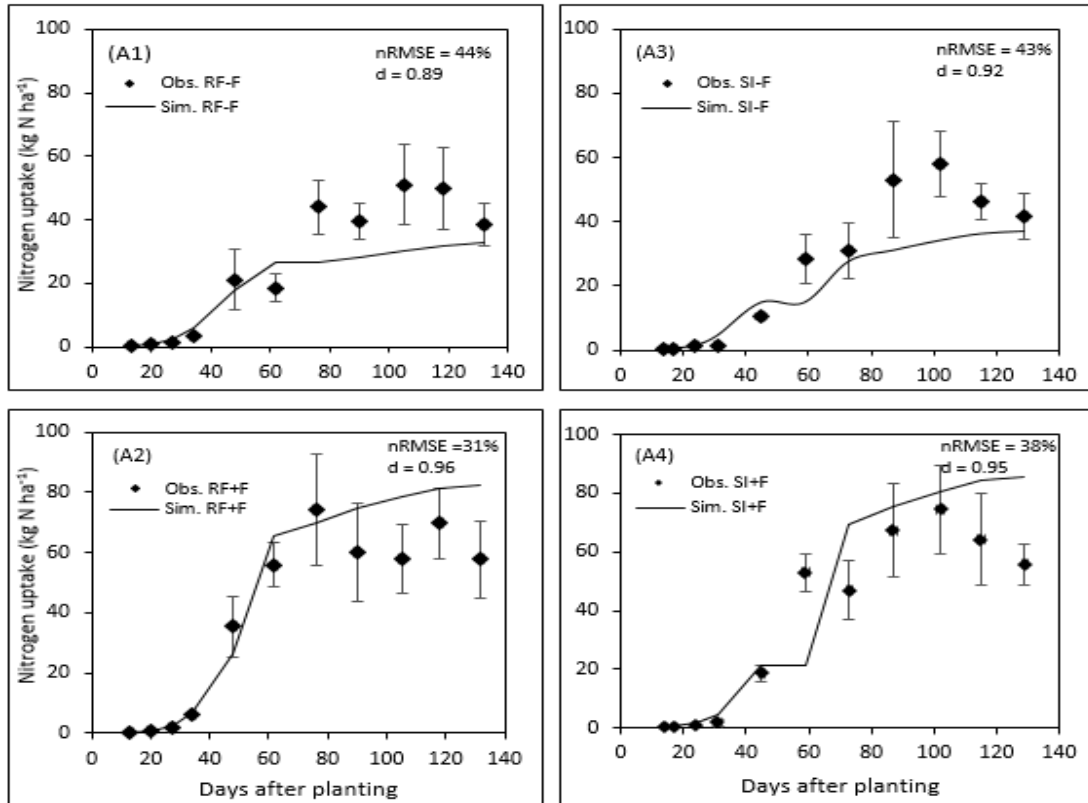 (A1)
nRMSE = 44%
d = 0.89
Obs. RF-F
Sim. RF-F
Nitrogen uptake (kg N ha⁻¹)
100
80
60
40
20
0
0 20 40 60 80 100 120 140
(A3)
nRMSE = 43%
d = 0.92
Obs. SI-F
Sim. SI-F
100
80
60
40
20
0
0 20 40 60 80 100 120 140
(A2)
nRMSE =31%
d = 0.96
Obs. RF+F
Sim. RF+F
Nitrogen uptake (kg N ha⁻¹)
100
80
60
40
20
0
0 20 40 60 80 100 120 140
Days after planting
(A4)
nRMSE = 38%
d = 0.95
Obs. SI+F
Sim. SI+F
100
80
60
40
20
0
0 20 40 60 80 100 120 140
Days after planting